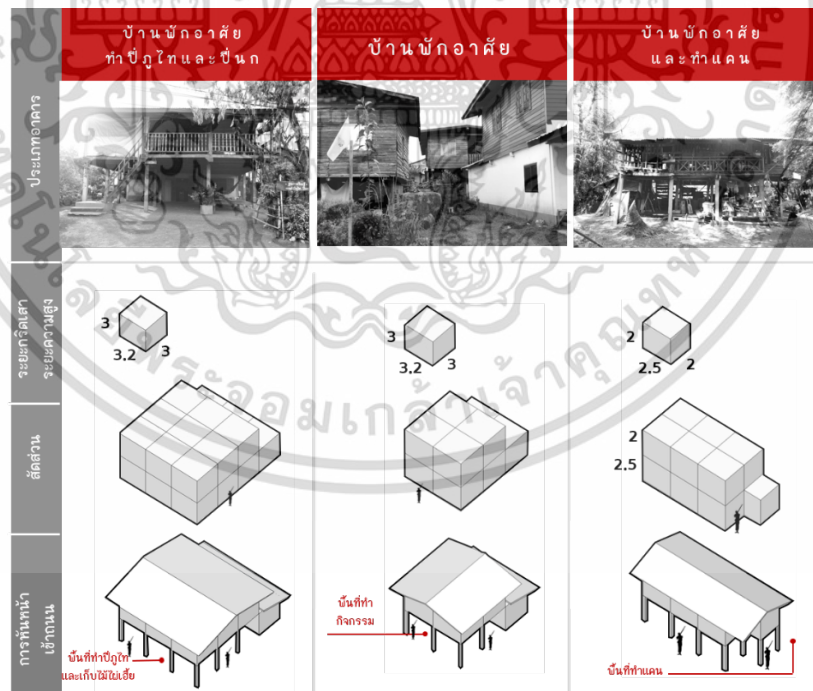 บ้านพักอาศัย
ทำปี่ภูไทและปี่นก
บ้านพักอาศัย
บ้านพักอาศัย
และทำแคน
ประเภทอาคาร
ระยะกริดเสา
ระยะความสูง
3
3.2
3
3
3.2
3
2
2.5
2
สัดส่วน
2
2.5
การหันหน้า
เข้าถนน
พื้นที่ทำปี่ภูไท
และเก็บไม้ไผ่เฮี้ย
พื้นที่ทำ
กิจกรรม
พื้นที่ทำแคน